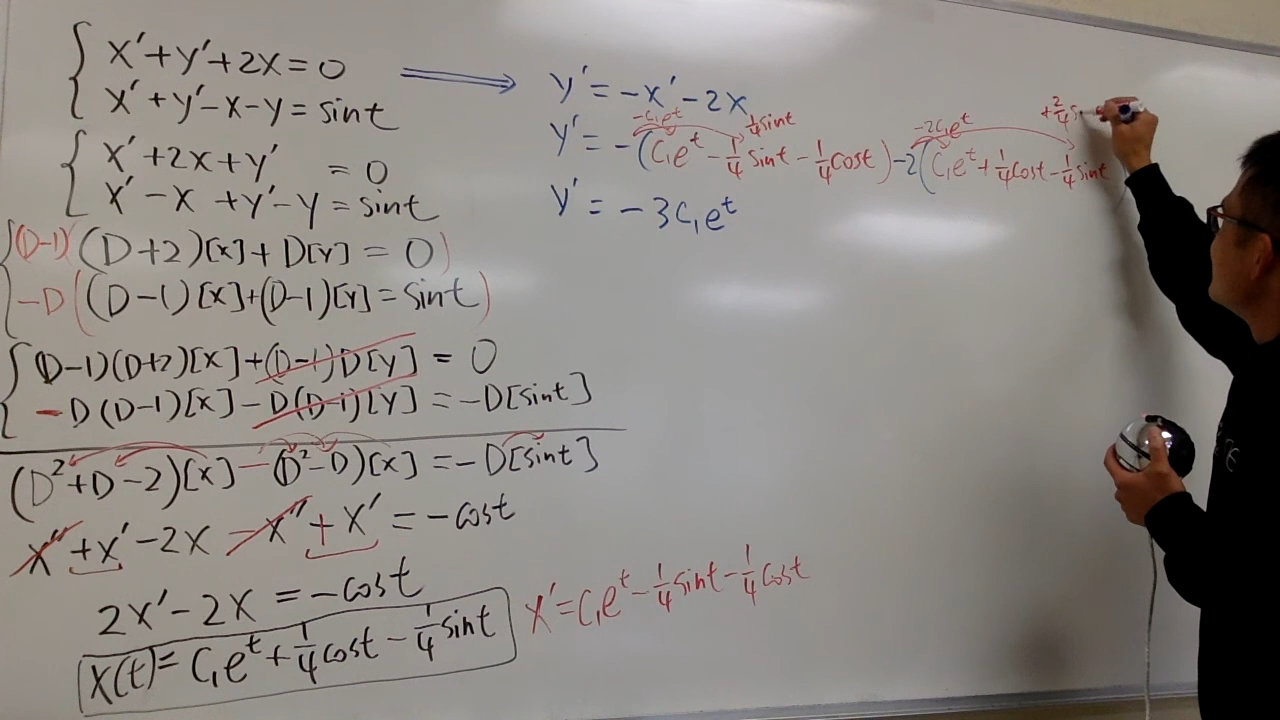 x' + y' + 2x = 0
x' + y' - x - y = sint
x' + 2x + y' = 0
x' - x + y' - y = sint
(D-1)((D+2)[x] + D[y] = 0)
-D((D-1)[x] + (D-1)[y] = sint)
(D-1)(D+2)[x] + (D-1)D[y] = 0
-D(D-1)[x] - D(D-1)[y] = -D[sint]
(D²+D-2)[x] - (D²-D)[x] = -D[sint]
x'' + x' - 2x - x'' + x' = -cost
2x' - 2x = -cost
x(t) = C₁e^t + 1/4 cost - 1/4 sint
x' = C₁e^t - 1/4 sint - 1/4 cost
⟹ y' = -x' - 2x
-C₁e^t 1/4 sint -2C₁e^t + 2/4 s
y' = -(C₁e^t - 1/4 sint - 1/4 cost) - 2(C₁e^t + 1/4 cost - 1/4 sint
y' = -3C₁e^t